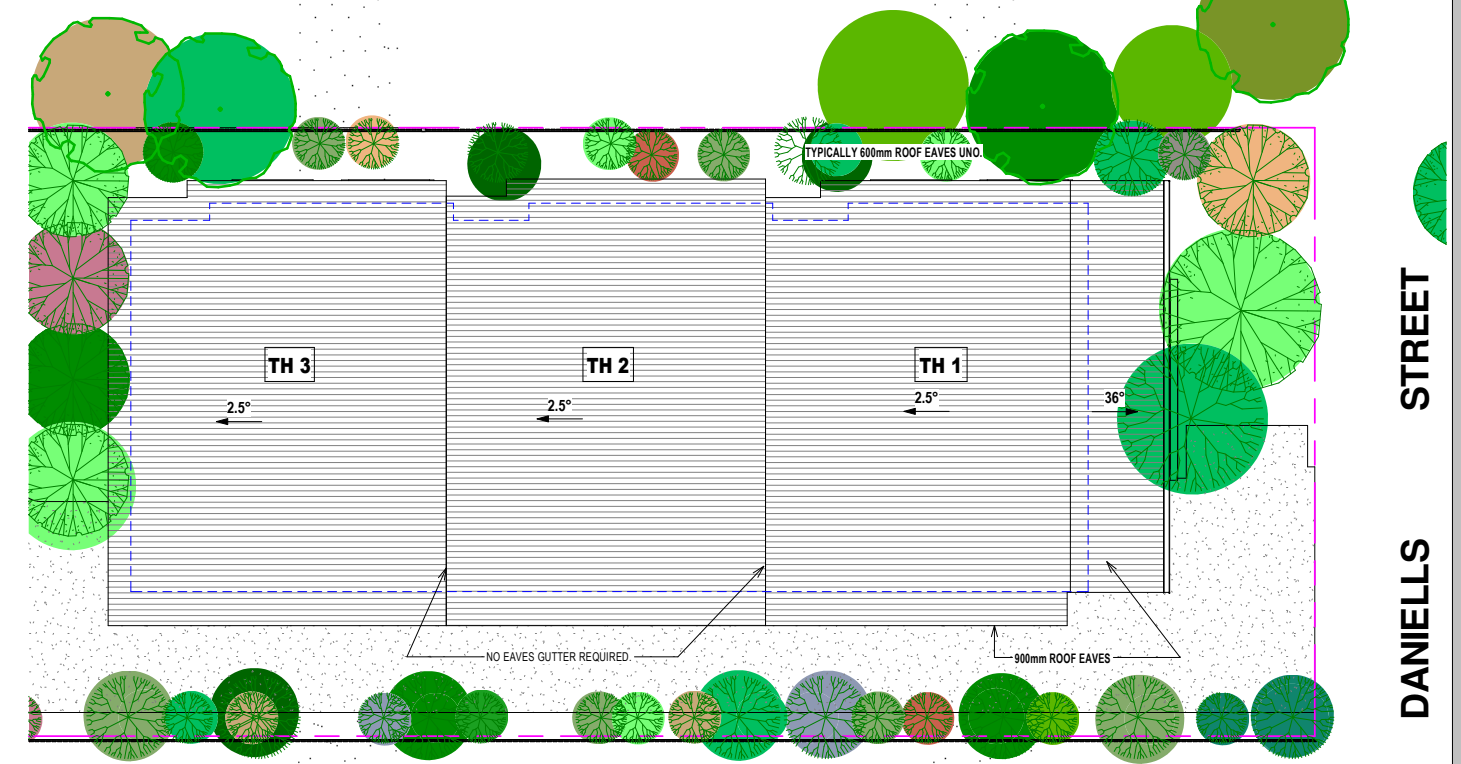 TYPICALLY 600mm ROOF EAVES UNO.
TH 3
TH 2
TH 1
2.5°
2.5°
2.5°
36°
NO EAVES GUTTER REQUIRED.
900mm ROOF EAVES
DANIELLS STREET